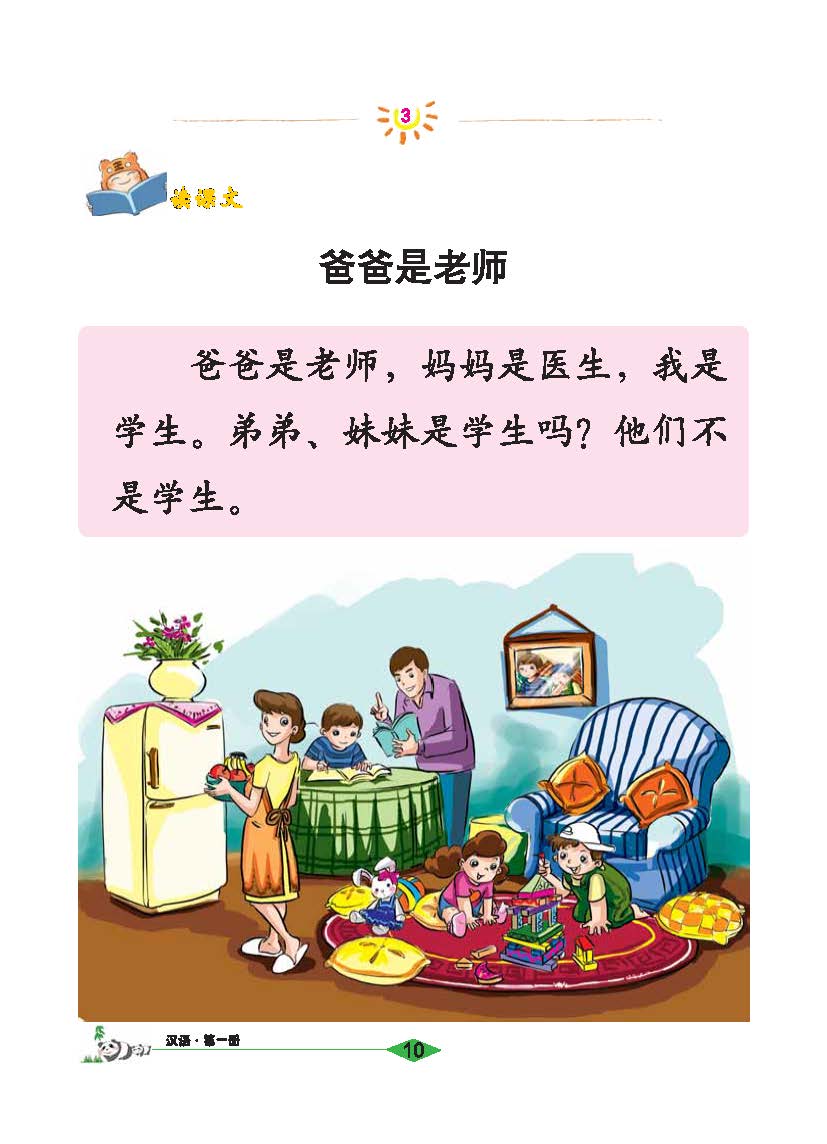 3
读课文
爸爸是老师
爸爸是老师，妈妈是医生，我是
学生。弟弟、妹妹是学生吗？他们不
是学生。
汉语·第一册
10